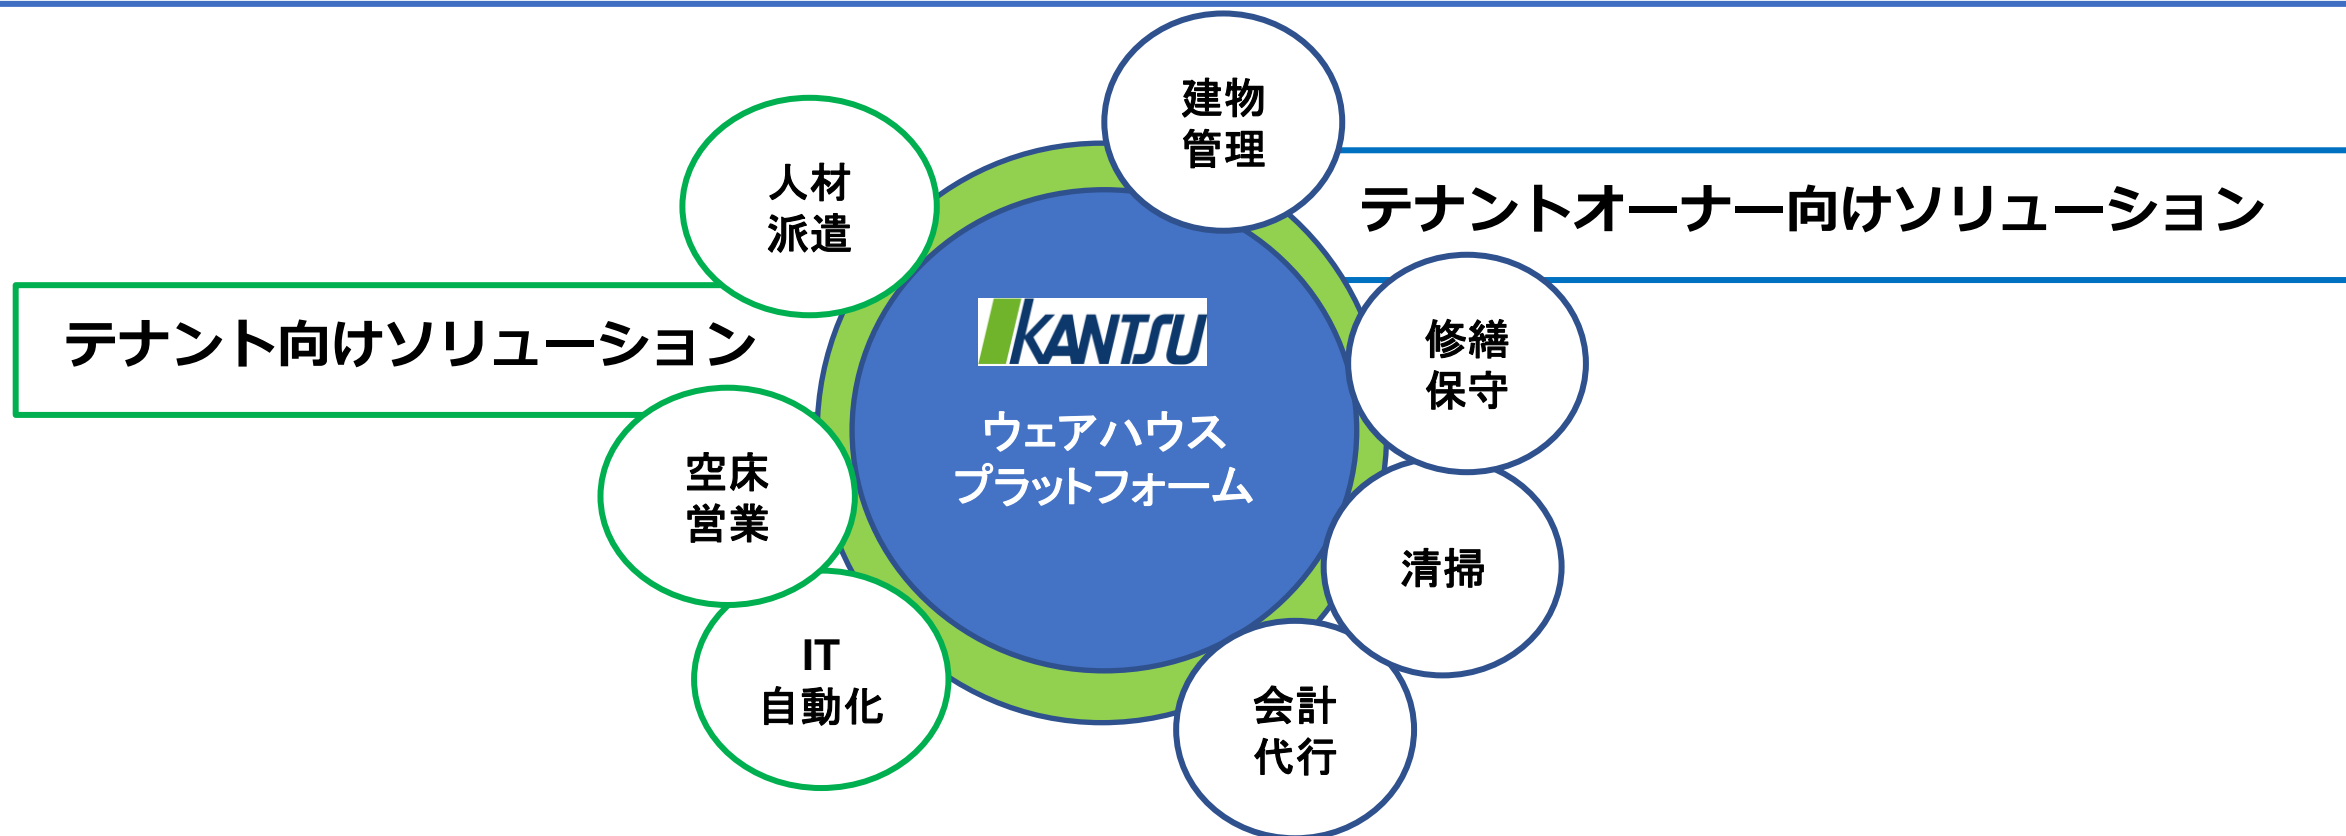 建物
管理
人材
派遣
テナントオーナー向けソリューション
テナント向けソリューション
KANTSU
修繕
保守
ウェアハウス
プラットフォーム
空床
営業
清掃
IT
自動化
会計
代行